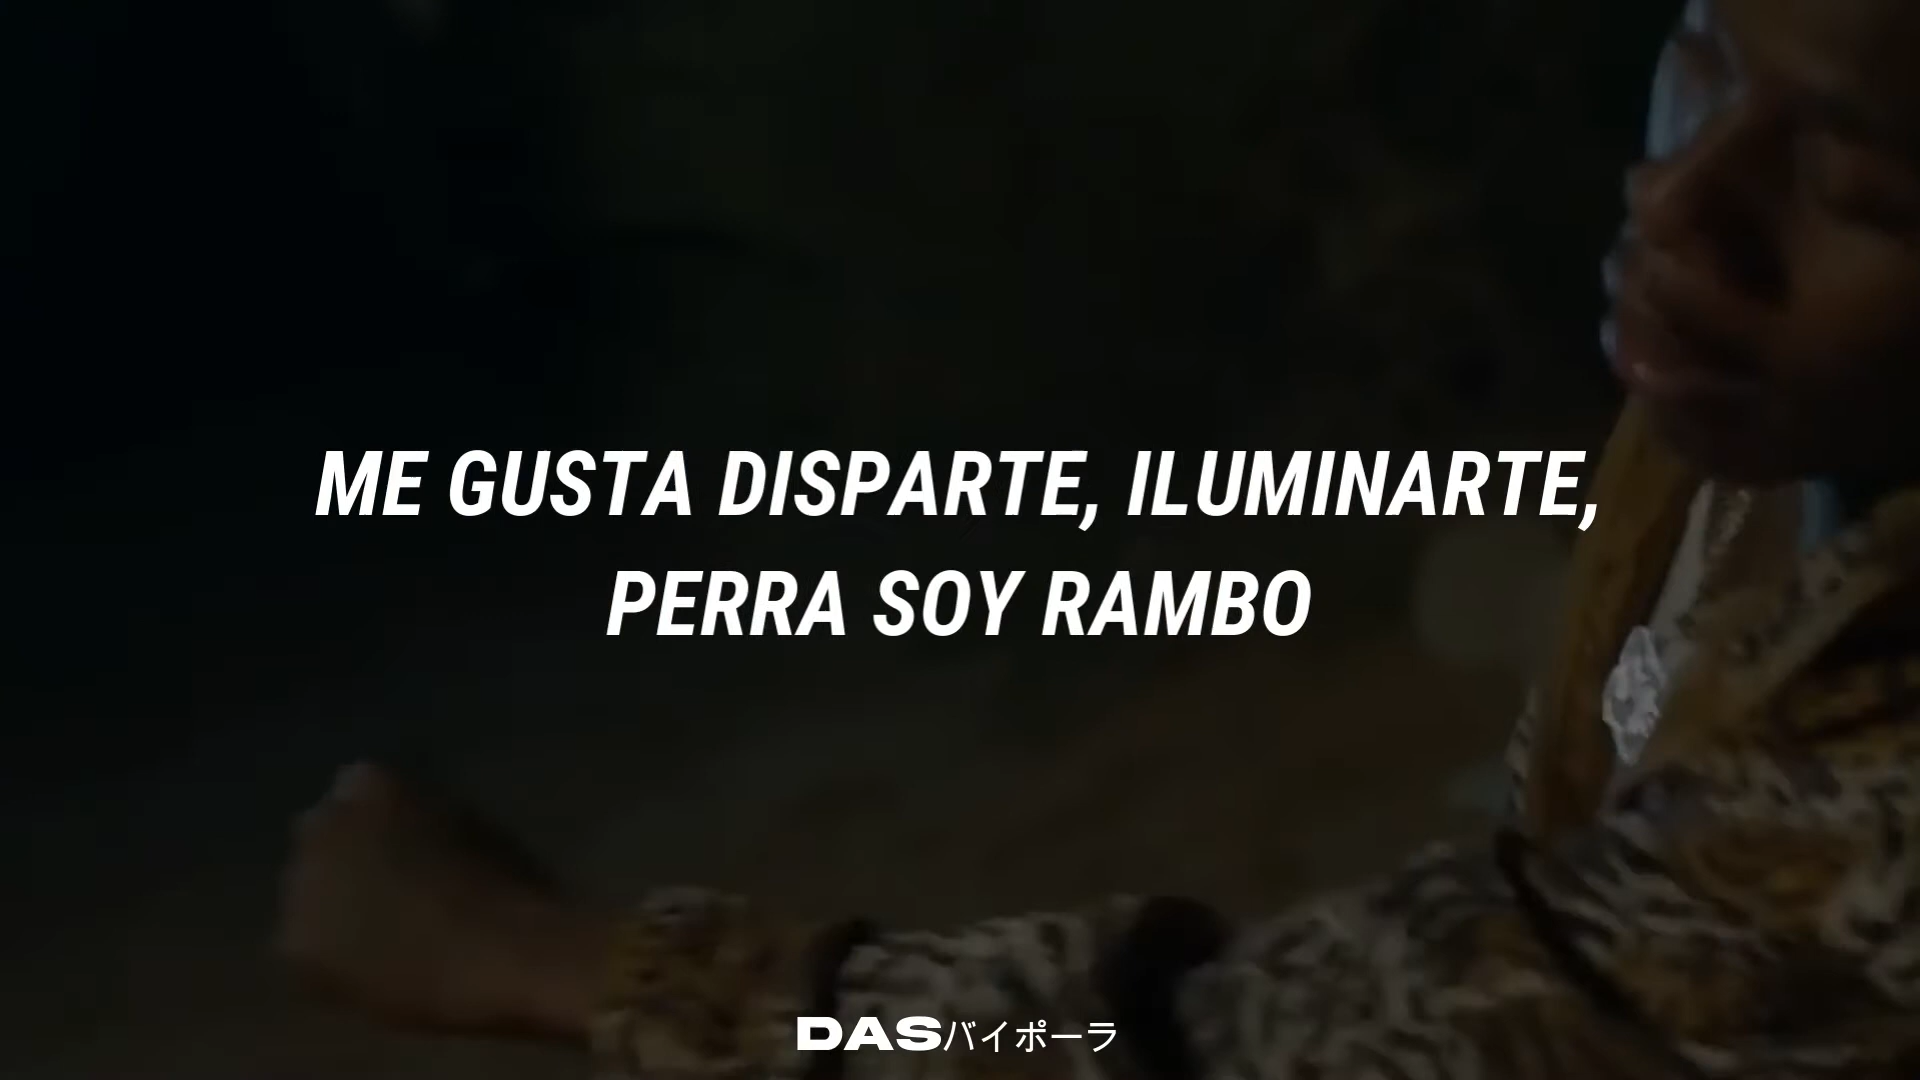 ME GUSTA DISPARTE, ILUMINARTE,
PERRA SOY RAMBO
DASバイポーラ